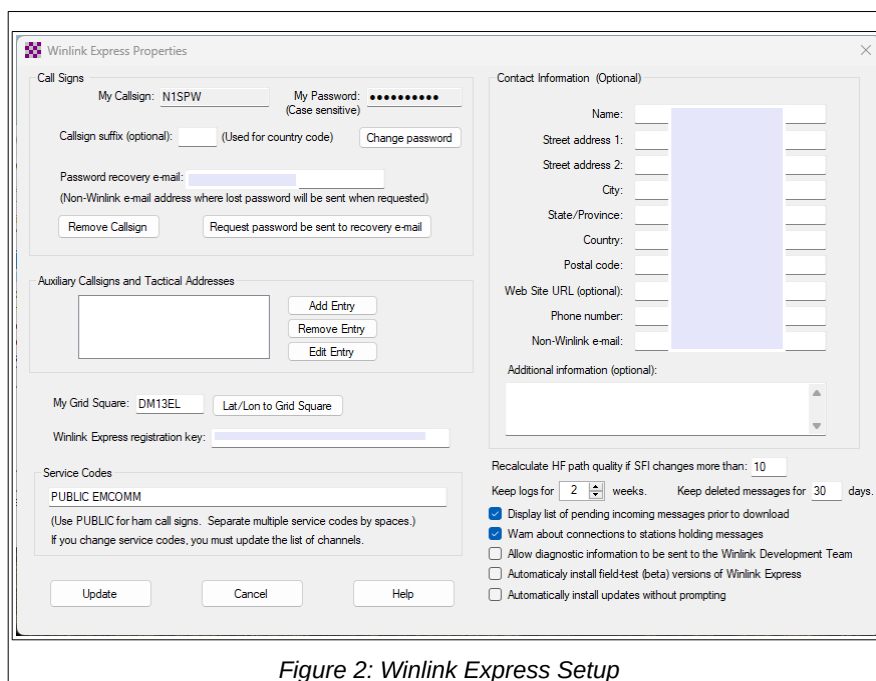 Winlink Express Properties
Call Signs
My Callsign: N1SPW My Password: ●●●●●●●●●●
(Case sensitive)
Callsign suffix (optional): (Used for country code) Change password
Password recovery e-mail:
(Non-Winlink e-mail address where lost password will be sent when requested)
Remove Callsign Request password be sent to recovery e-mail
Auxiliary Callsigns and Tactical Addresses
Add Entry
Remove Entry
Edit Entry
My Grid Square: DM13EL Lat/Lon to Grid Square
Winlink Express registration key:
Service Codes
PUBLIC EMCOMM
(Use PUBLIC for ham call signs. Separate multiple service codes by spaces.)
If you change service codes, you must update the list of channels.
Update Cancel Help
Contact Information (Optional)
Name:
Street address 1:
Street address 2:
City:
State/Province:
Country:
Postal code:
Web Site URL (optional):
Phone number:
Non-Winlink e-mail:
Additional information (optional):
Recalculate HF path quality if SFI changes more than: 10
Keep logs for 2 weeks. Keep deleted messages for 30 days.
Display list of pending incoming messages prior to download
Warn about connections to stations holding messages
Allow diagnostic information to be sent to the Winlink Development Team
Automaticaly install field-test (beta) versions of Winlink Express
Automatically install updates without prompting
Figure 2: Winlink Express Setup